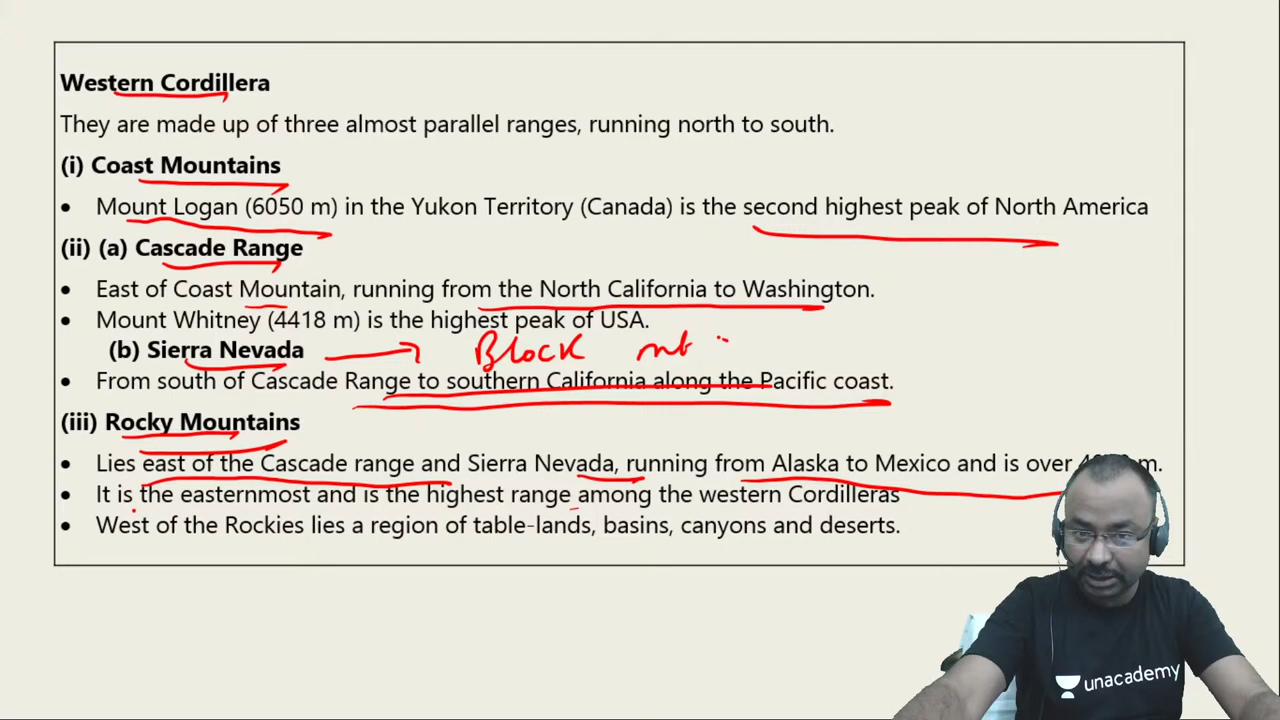 Western Cordillera
They are made up of three almost parallel ranges, running north to south.
(i) Coast Mountains
• Mount Logan (6050 m) in the Yukon Territory (Canada) is the second highest peak of North America
(ii) (a) Cascade Range
• East of Coast Mountain, running from the North California to Washington.
• Mount Whitney (4418 m) is the highest peak of USA.
(b) Sierra Nevada → Block mt
• From south of Cascade Range to southern California along the Pacific coast.
(iii) Rocky Mountains
• Lies east of the Cascade range and Sierra Nevada, running from Alaska to Mexico and is over m.
• It is the easternmost and is the highest range among the western Cordilleras
• West of the Rockies lies a region of table-lands, basins, canyons and deserts.
unacademy